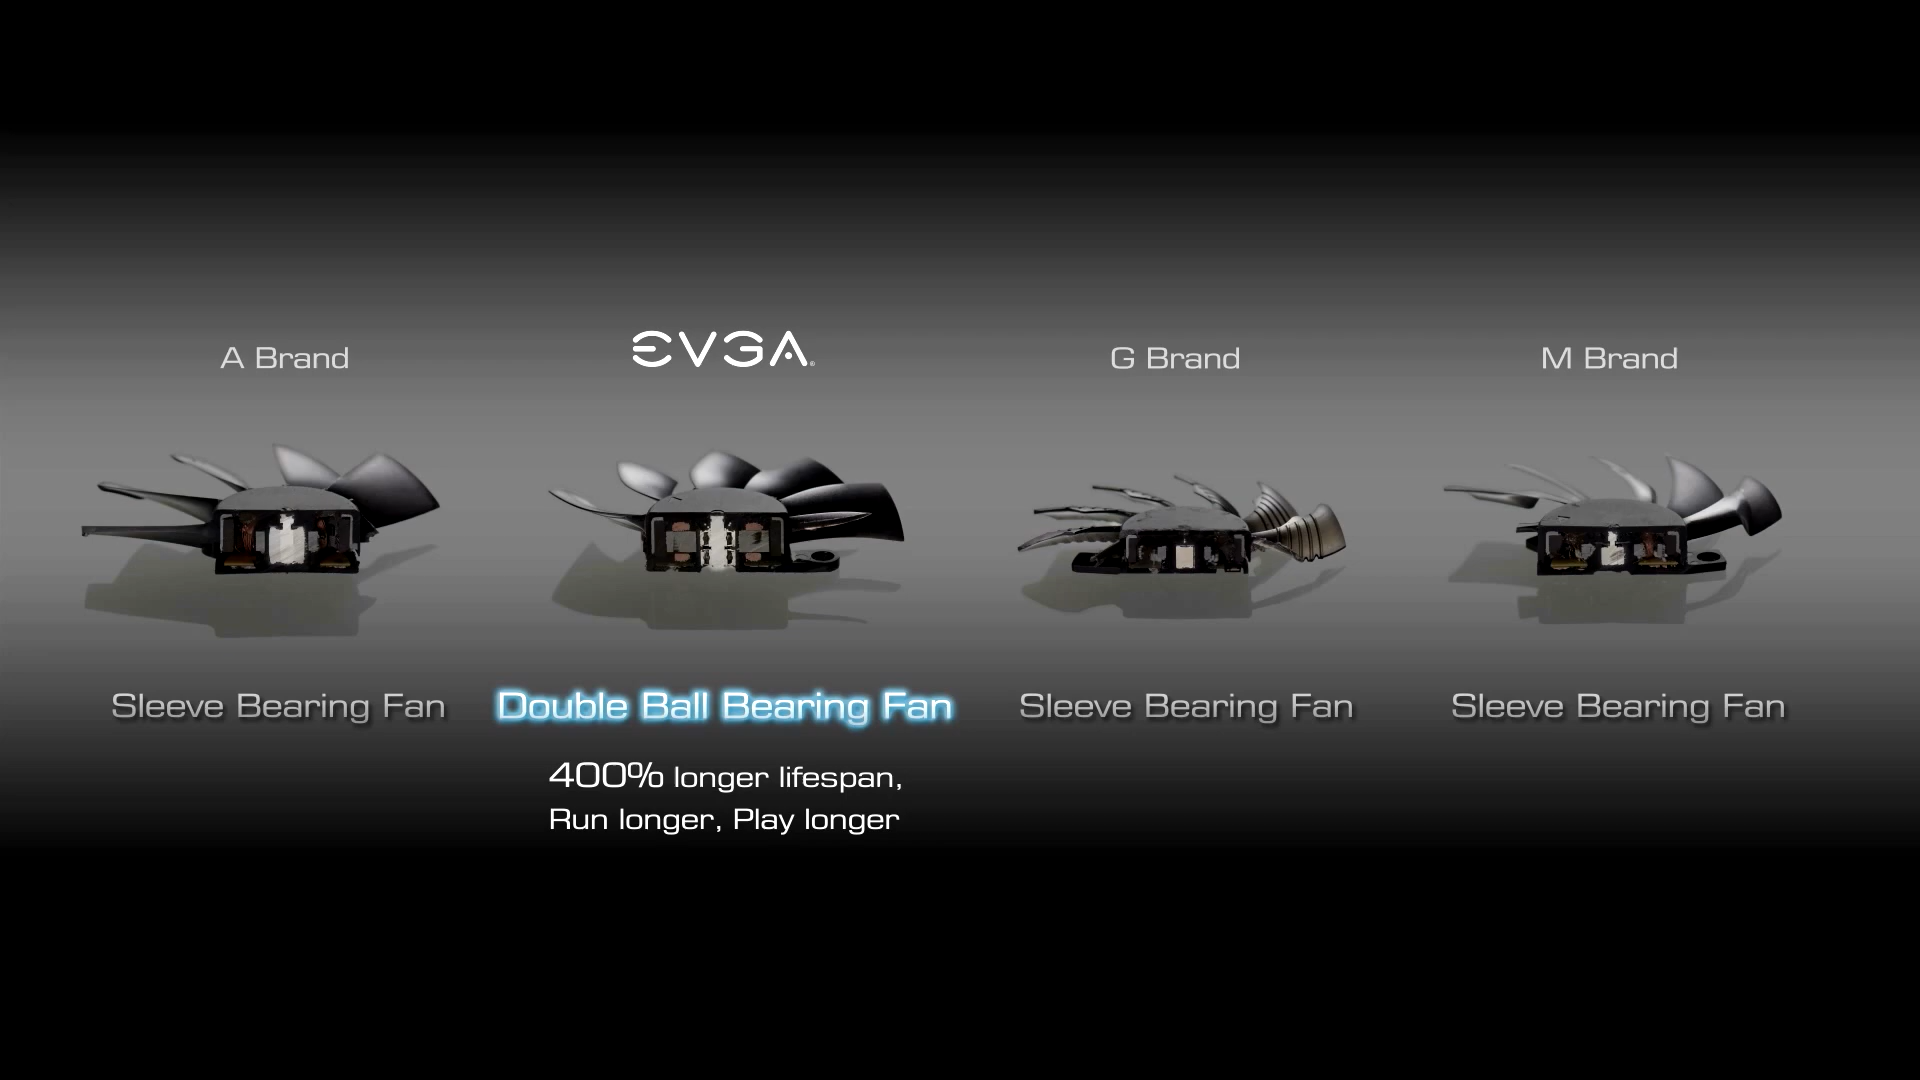 A Brand
EVGA®
G Brand
M Brand
Sleeve Bearing Fan
Double Ball Bearing Fan
Sleeve Bearing Fan
Sleeve Bearing Fan
400% longer lifespan,
Run longer, Play longer